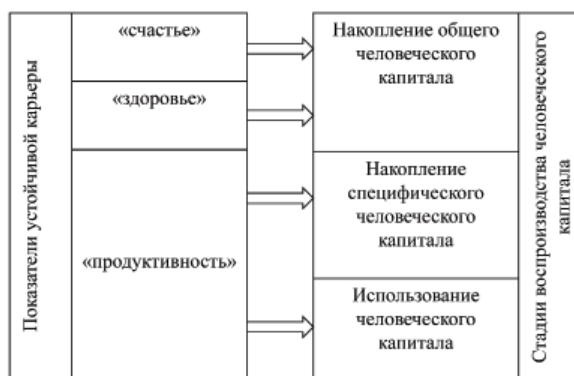 Показатели устойчивой карьеры
«счастье»
«здоровье»
«продуктивность»
Накопление общего
человеческого
капитала
Накопление
специфического
человеческого
капитала
Использование
человеческого
капитала
Стадии воспроизводства человеческого
капитала